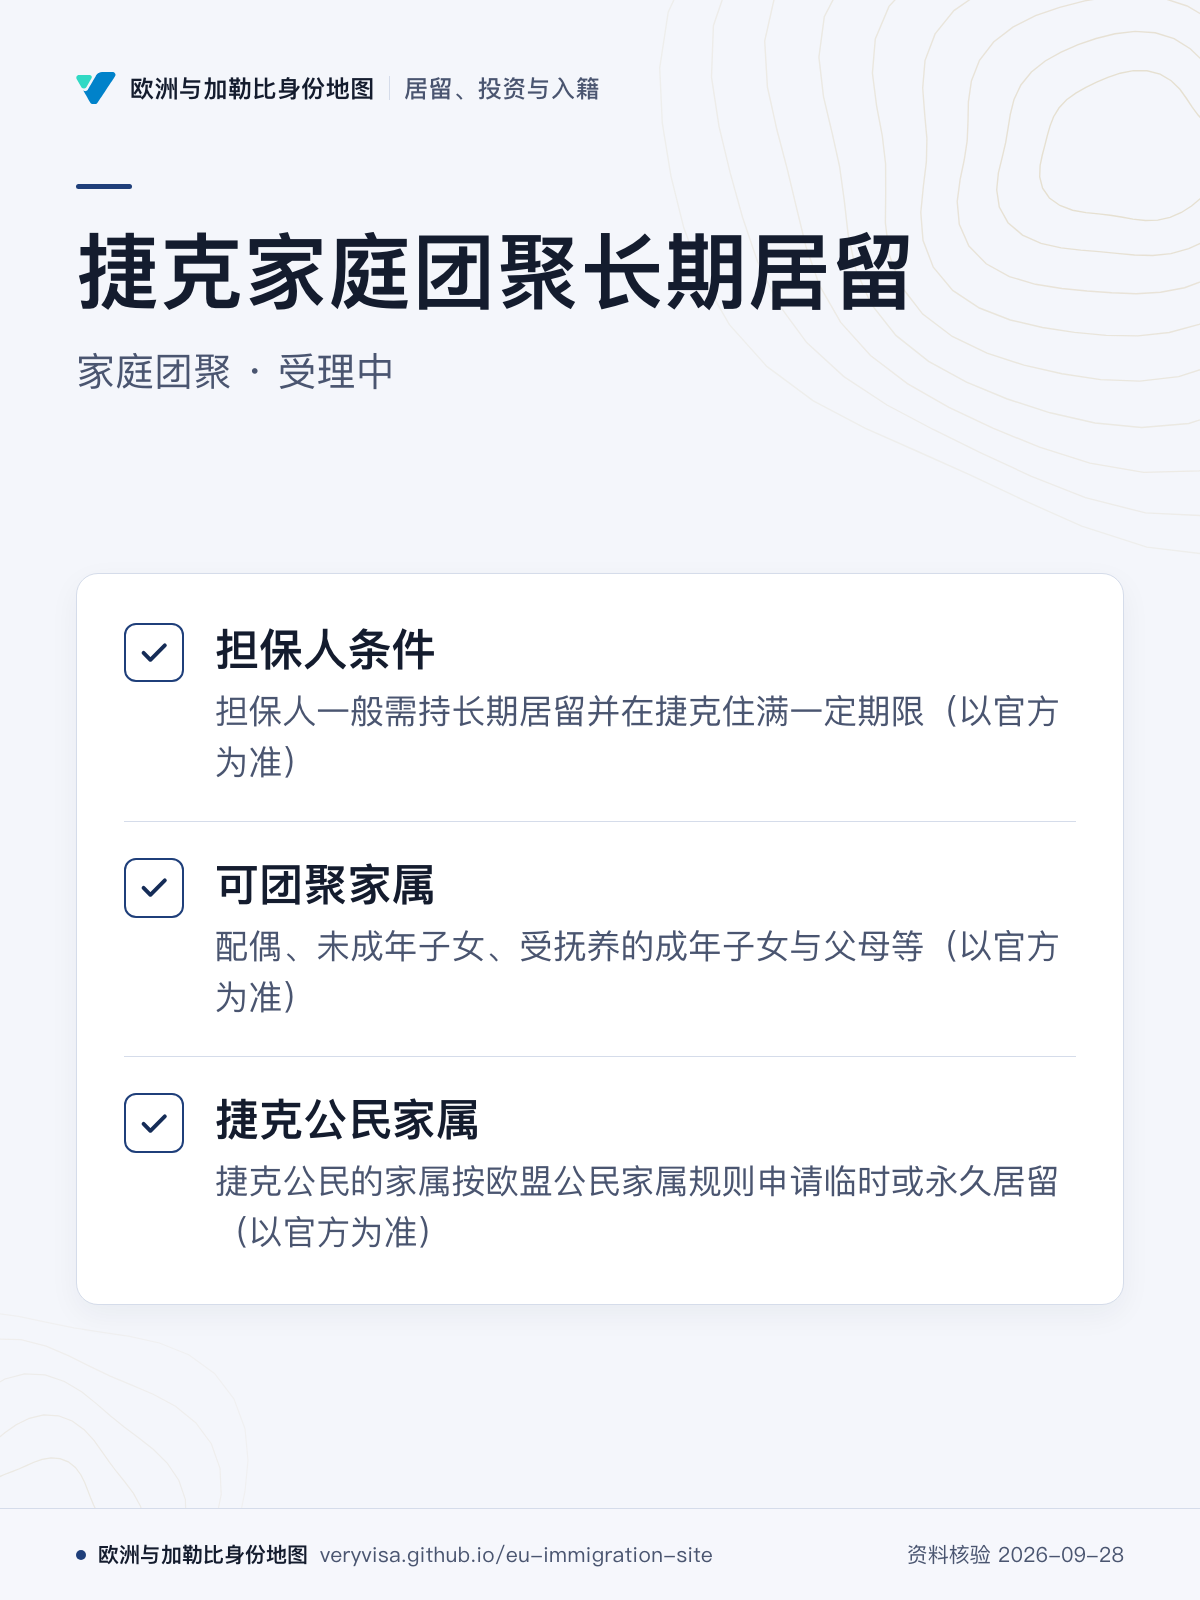 欧洲与加勒比身份地图 居留、投资与入籍
捷克家庭团聚长期居留
家庭团聚 · 受理中
担保人条件
担保人一般需持长期居留并在捷克住满一定期限（以官方
为准）
可团聚家属
配偶、未成年子女、受抚养的成年子女与父母等（以官方
为准）
捷克公民家属
捷克公民的家属按欧盟公民家属规则申请临时或永久居留
（以官方为准）
欧洲与加勒比身份地图 veryvisa.github.io/eu-immigration-site 资料核验 2026-09-28